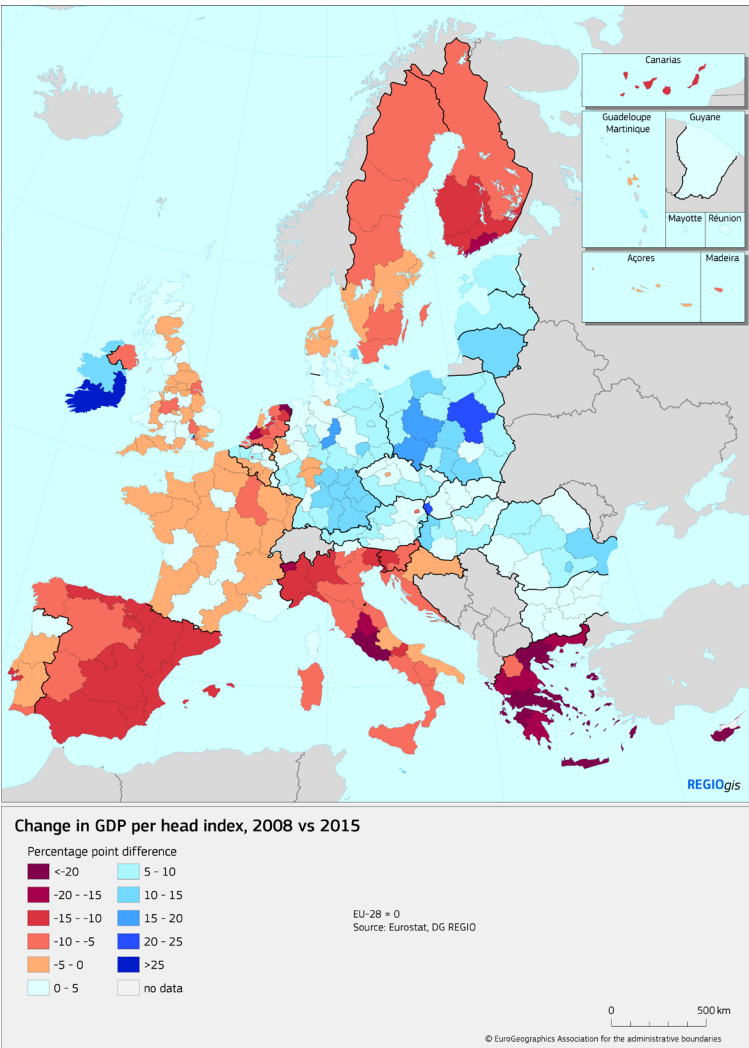 Canarias
Guadeloupe
Martinique
Guyane
Mayotte
Réunion
Açores
Madeira
REGIOgis
Change in GDP per head index, 2008 vs 2015
Percentage point difference
<-20
-20 - -15
-15 - -10
-10 - -5
-5 - 0
0 - 5
5 - 10
10 - 15
15 - 20
20 - 25
>25
no data
EU-28 = 0
Source: Eurostat, DG REGIO
0 500 km
© EuroGeographics Association for the administrative boundaries